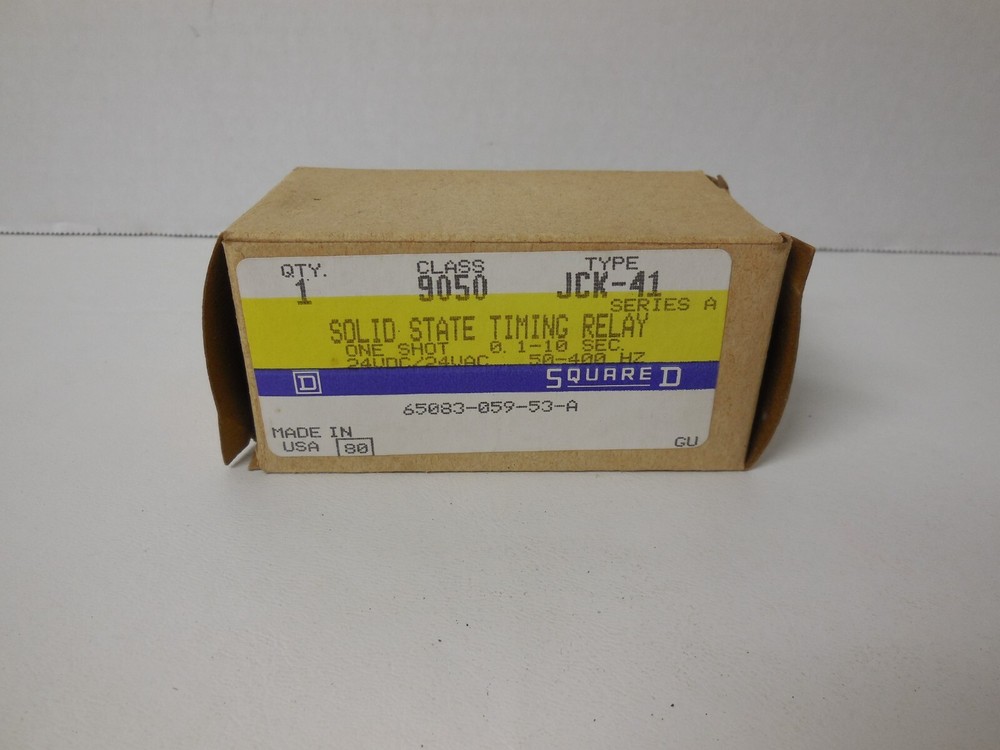 QTY. CLASS TYPE
1 9050 JCK-41
SERIES A
SOLID STATE TIMING RELAY
ONE SHOT 0.1-10 SEC.
24VDC/24VAC 50-400 HZ
D SQUARE D
65083-059-53-A
MADE IN
USA 80 GU